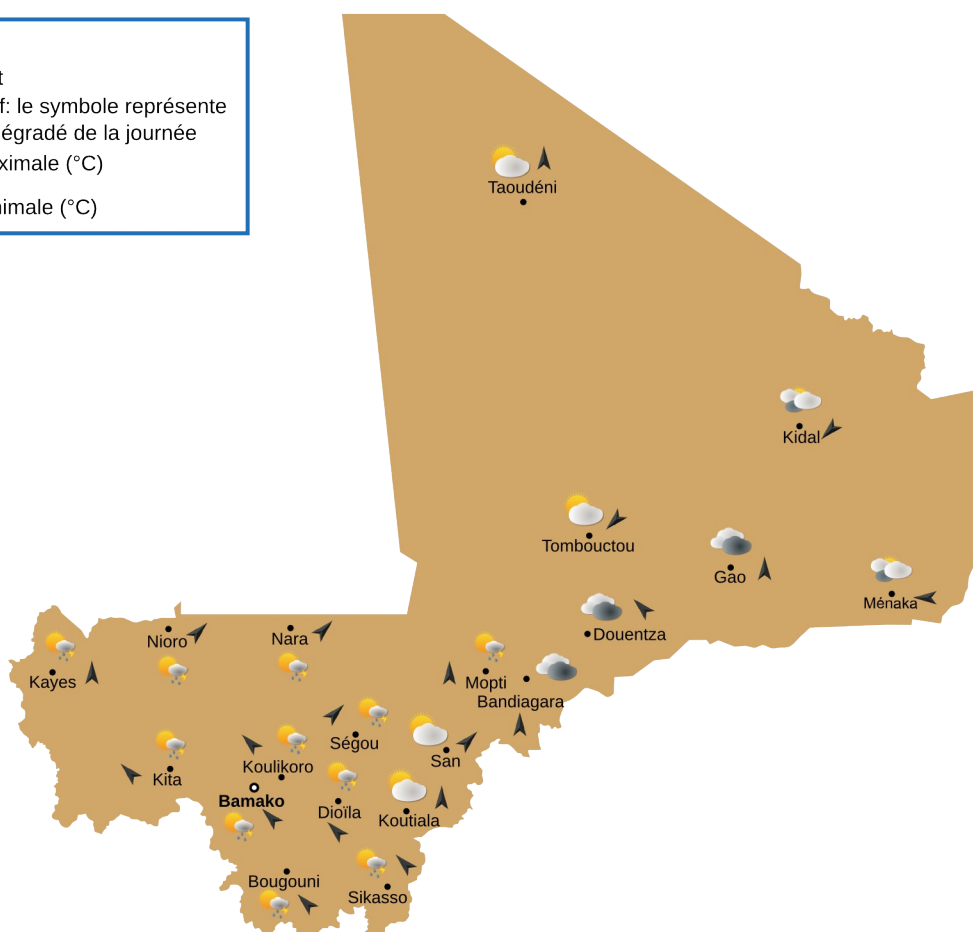 t
f: le symbole représente
égradé de la journée
ximale (°C)
nimale (°C)
Taoudéni
Kidal
Tombouctou
Gao
Ménaka
Douentza
Nioro
Nara
Kayes
Mopti
Bandiagara
Ségou
San
Koulikoro
Kita
Bamako
Dioïla
Koutiala
Bougouni
Sikasso